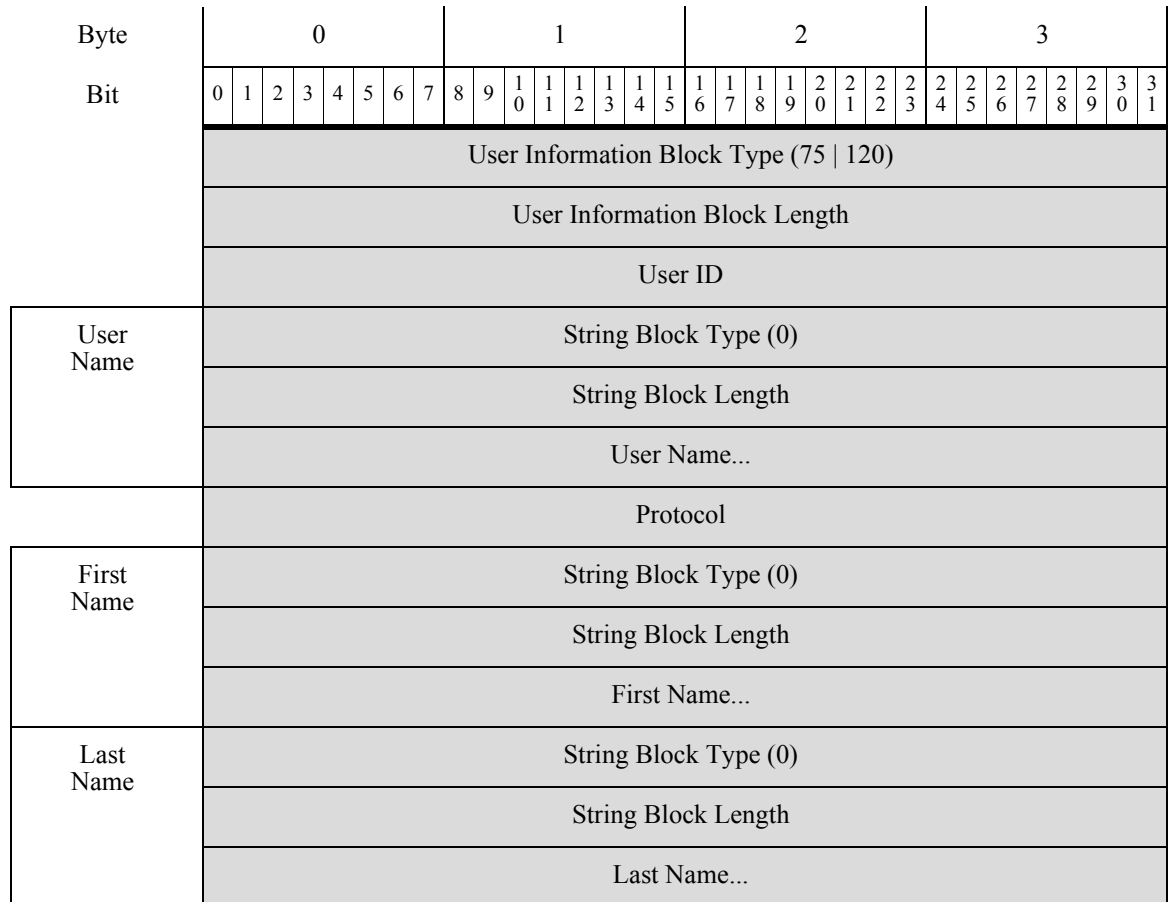 Byte 0 1 2 3
Bit 0 1 2 3 4 5 6 7 8 9 10 11 12 13 14 15 16 17 18 19 20 21 22 23 24 25 26 27 28 29 30 31
User Information Block Type (75 | 120)
User Information Block Length
User ID
User
Name
String Block Type (0)
String Block Length
User Name...
Protocol
First
Name
String Block Type (0)
String Block Length
First Name...
Last
Name
String Block Type (0)
String Block Length
Last Name...